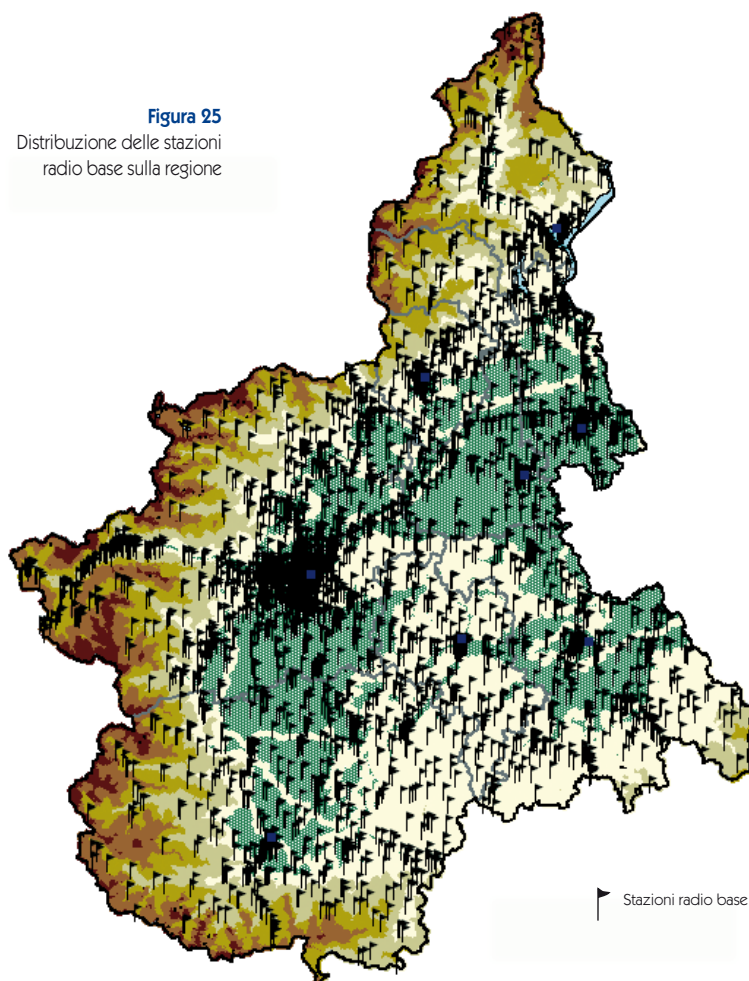 Figura 25
Distribuzione delle stazioni
radio base sulla regione
Stazioni radio base